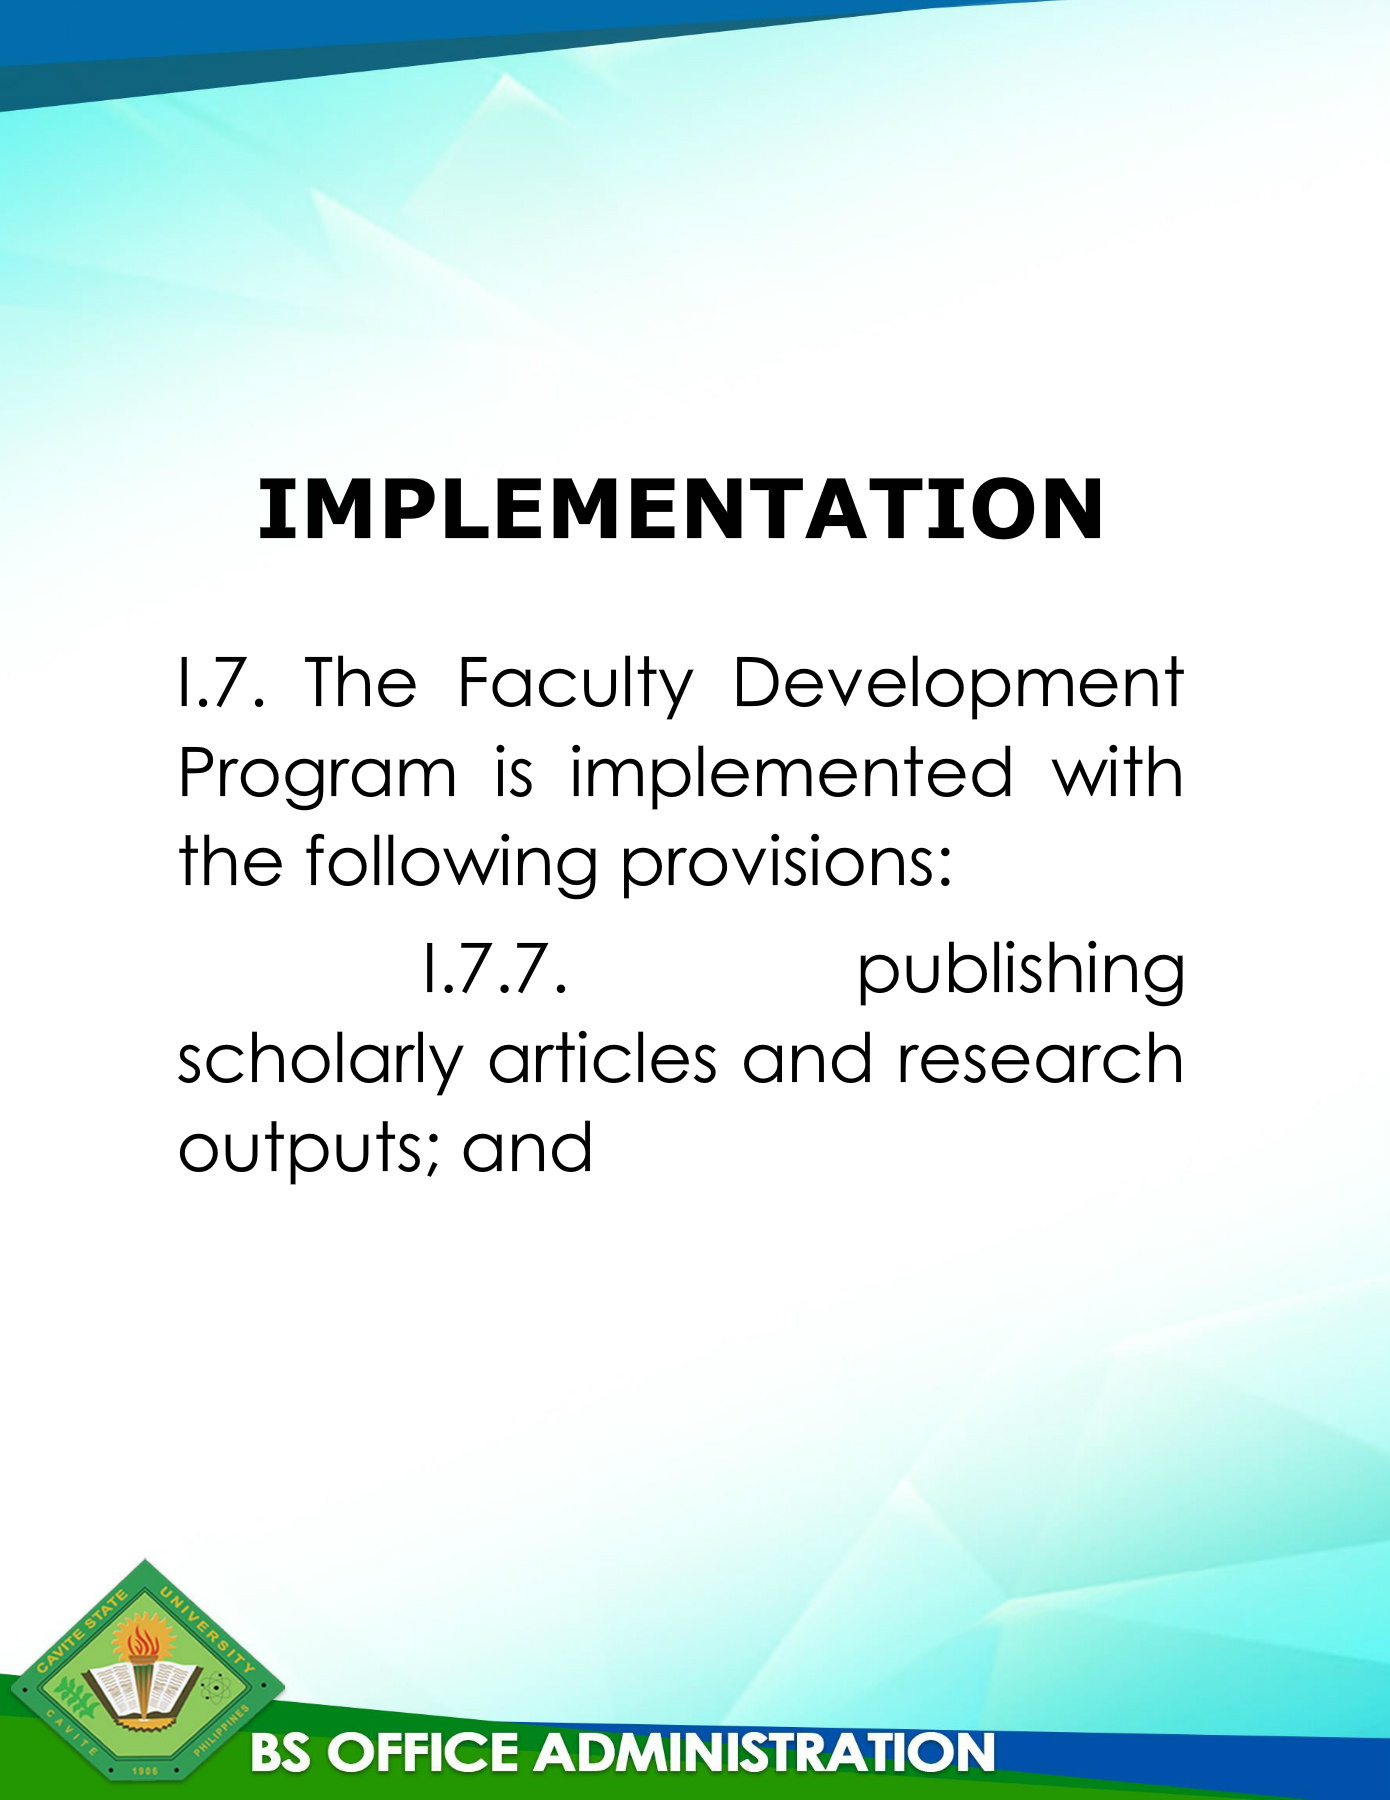 IMPLEMENTATION
I.7. The Faculty Development
Program is implemented with
the following provisions:
I.7.7. publishing
scholarly articles and research
outputs; and
CAVITE STATE UNIVERSITY
CAVITE PHILIPPINES
1906
BS OFFICE ADMINISTRATION